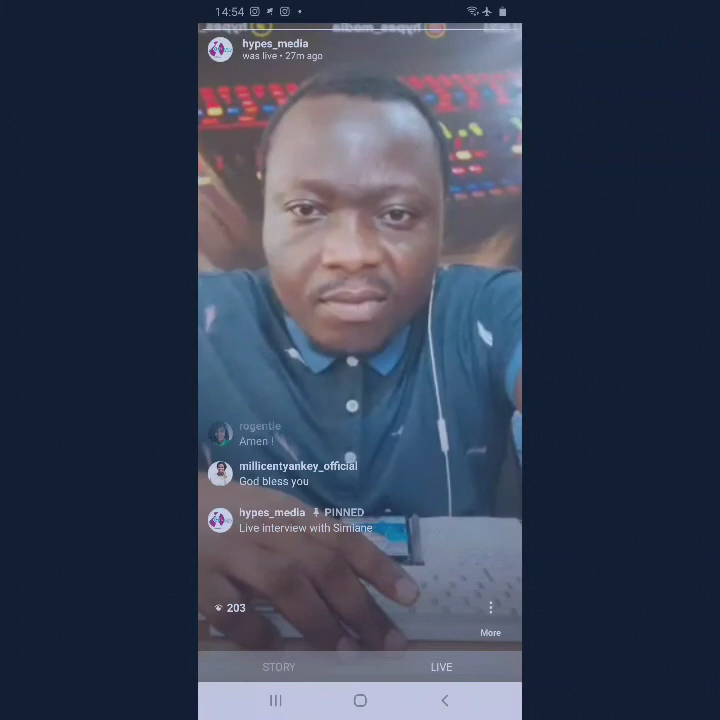 14:54
hypes_media
was live • 27m ago
rogentle
Amen !
millicentyankey_official
God bless you
hypes_media PINNED
Live interview with Simiane
203
More
STORY LIVE